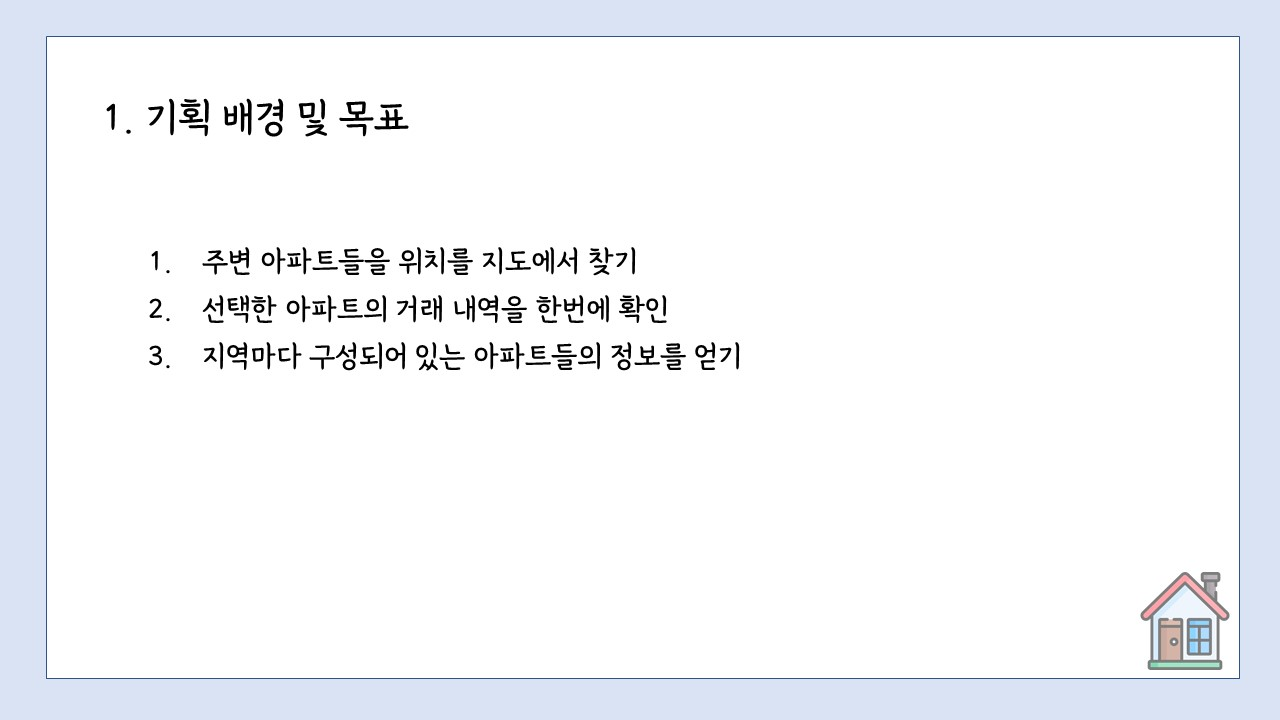 1. 기획 배경 및 목표
1. 주변 아파트들을 위치를 지도에서 찾기
2. 선택한 아파트의 거래 내역을 한번에 확인
3. 지역마다 구성되어 있는 아파트들의 정보를 얻기